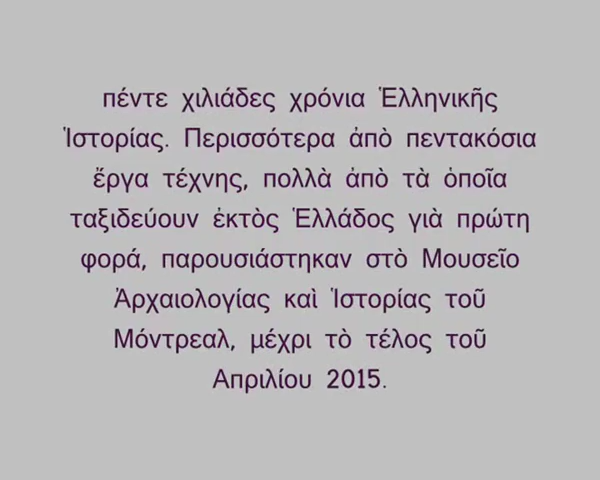 πέντε χιλιάδες χρόνια Ἑλληνικῆς
Ἱστορίας. Περισσότερα ἀπὸ πεντακόσια
ἔργα τέχνης, πολλὰ ἀπὸ τὰ ὁποῖα
ταξιδεύουν ἐκτὸς Ἑλλάδος γιὰ πρώτη
φορά, παρουσιάστηκαν στὸ Μουσεῖο
Ἀρχαιολογίας καὶ Ἱστορίας τοῦ
Μόντρεαλ, μέχρι τὸ τέλος τοῦ
Απριλίου 2015.